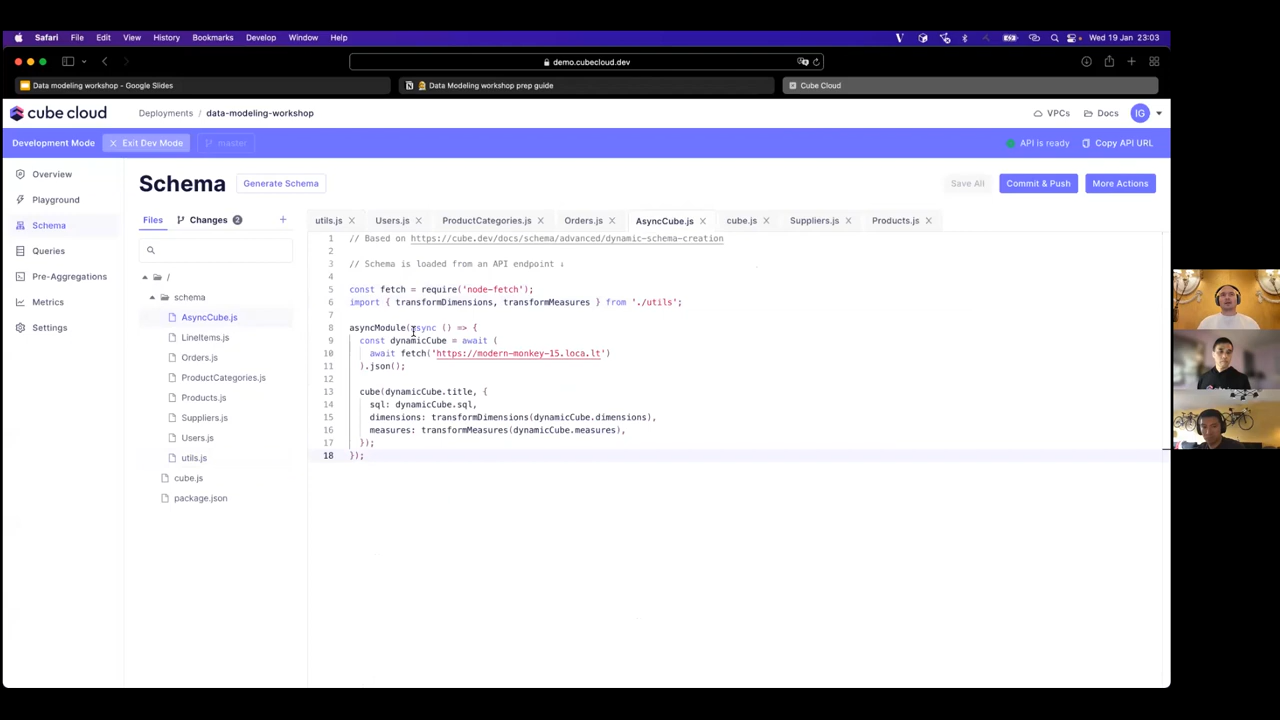 Safari File Edit View History Bookmarks Develop Window Help Wed 19 Jan 23:03
demo.cubecloud.dev
Data modeling workshop - Google Slides
Data Modeling workshop prep guide
Cube Cloud
cube cloud Deployments / data-modeling-workshop VPCs Docs IG
Development Mode Exit Dev Mode master API is ready Copy API URL
Overview
Playground
Schema
Queries
Pre-Aggregations
Metrics
Settings
Schema Generate Schema Save All Commit & Push More Actions
Files Changes 2 +
/
schema
AsyncCube.js
LineItems.js
Orders.js
ProductCategories.js
Products.js
Suppliers.js
Users.js
utils.js
cube.js
package.json
utils.js Users.js ProductCategories.js Orders.js AsyncCube.js cube.js Suppliers.js Products.js
1 // Based on https://cube.dev/docs/schema/advanced/dynamic-schema-creation
2
3 // Schema is loaded from an API endpoint ↓
4
5 const fetch = require('node-fetch');
6 import { transformDimensions, transformMeasures } from './utils';
7
8 asyncModule(async () => {
9 const dynamicCube = await (
10 await fetch('https://modern-monkey-15.loca.lt')
11 ).json();
12
13 cube(dynamicCube.title, {
14 sql: dynamicCube.sql,
15 dimensions: transformDimensions(dynamicCube.dimensions),
16 measures: transformMeasures(dynamicCube.measures),
17 });
18 });